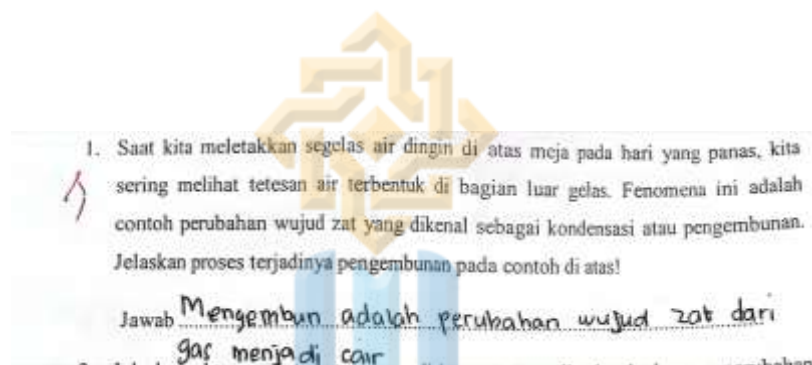 1. Saat kita meletakkan segelas air dingin di atas meja pada hari yang panas, kita
sering melihat tetesan air terbentuk di bagian luar gelas. Fenomena ini adalah
contoh perubahan wujud zat yang dikenal sebagai kondensasi atau pengembunan.
Jelaskan proses terjadinya pengembunan pada contoh di atas!
Jawab Mengembun adalah perubahan wujud zat dari
gas menjadi cair